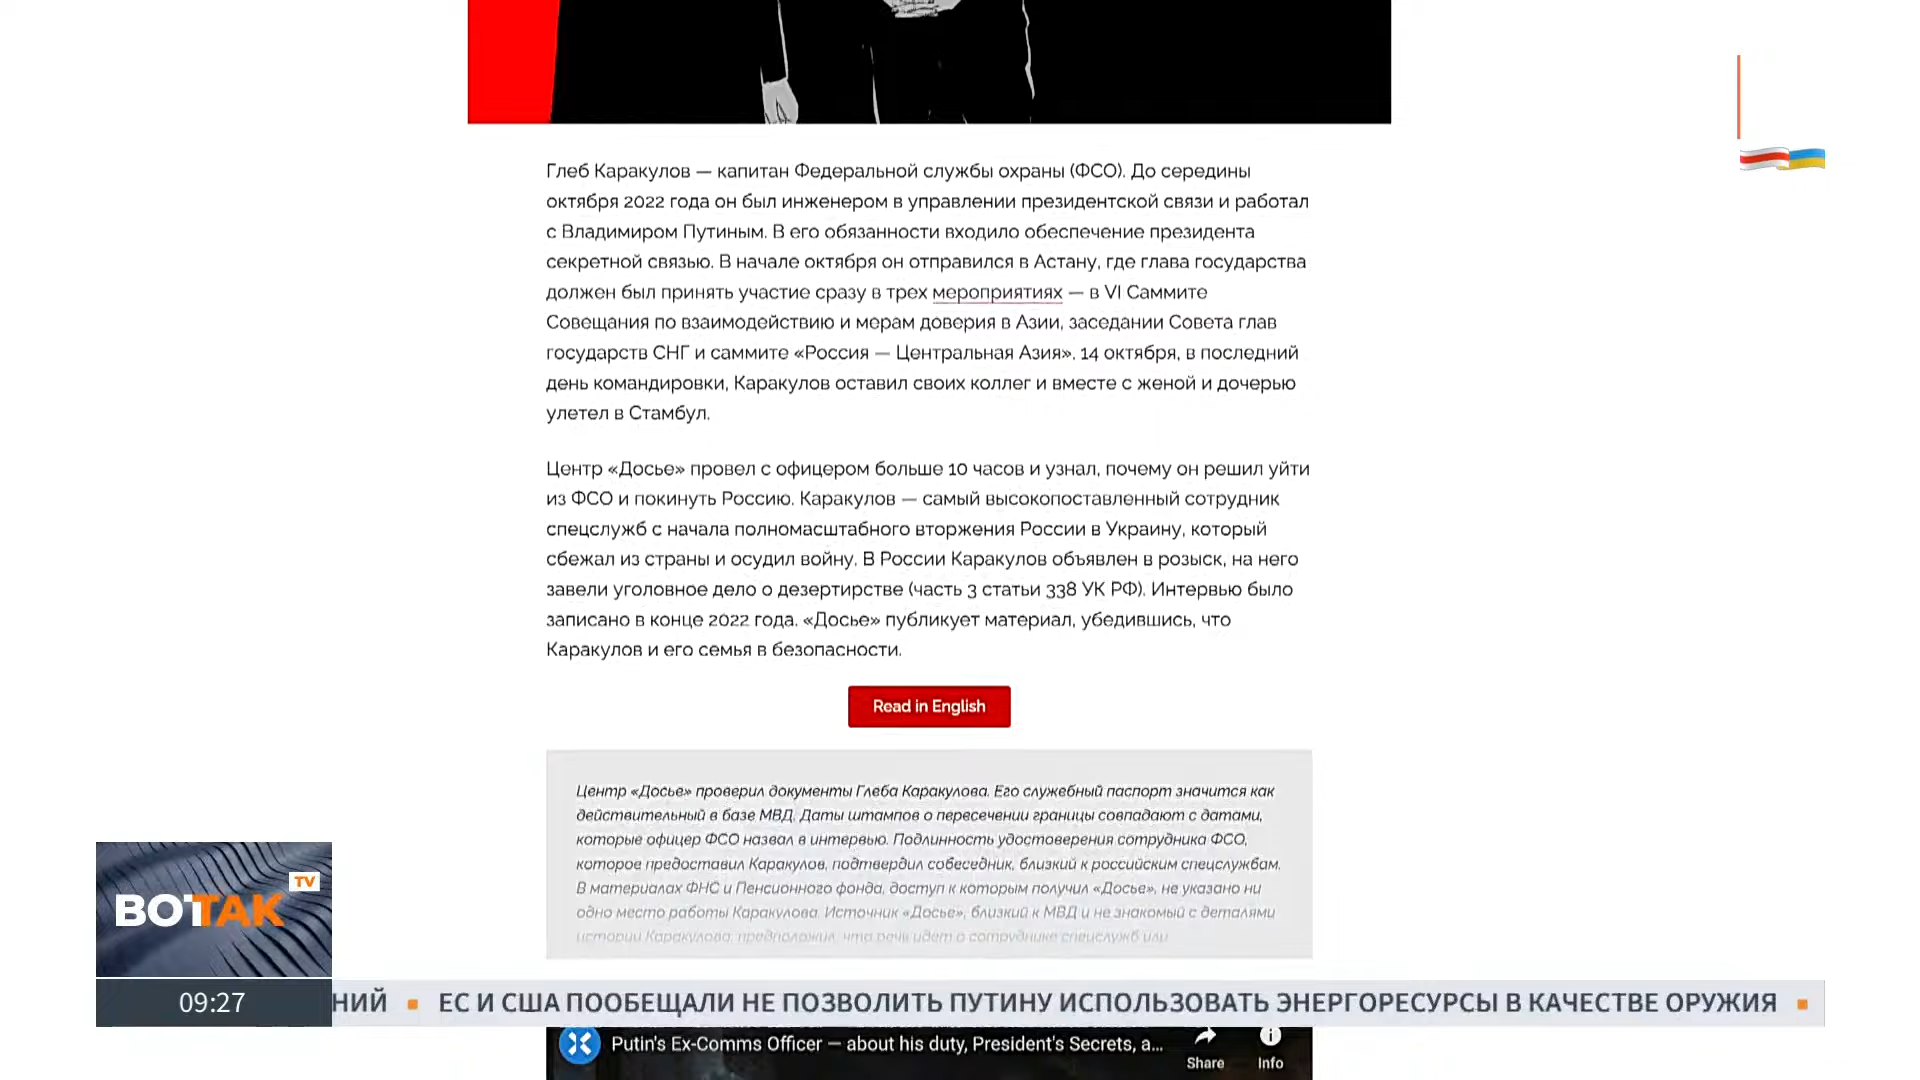 Глеб Каракулов — капитан Федеральной службы охраны (ФСО). До середины
октября 2022 года он был инженером в управлении президентской связи и работал
с Владимиром Путиным. В его обязанности входило обеспечение президента
секретной связью. В начале октября он отправился в Астану, где глава государства
должен был принять участие сразу в трех мероприятиях — в VI Саммите
Совещания по взаимодействию и мерам доверия в Азии, заседании Совета глав
государств СНГ и саммите «Россия — Центральная Азия». 14 октября, в последний
день командировки, Каракулов оставил своих коллег и вместе с женой и дочерью
улетел в Стамбул.
Центр «Досье» провел с офицером больше 10 часов и узнал, почему он решил уйти
из ФСО и покинуть Россию. Каракулов — самый высокопоставленный сотрудник
спецслужб с начала полномасштабного вторжения России в Украину, который
сбежал из страны и осудил войну. В России Каракулов объявлен в розыск, на него
завели уголовное дело о дезертирстве (часть 3 статьи 338 УК РФ). Интервью было
записано в конце 2022 года. «Досье» публикует материал, убедившись, что
Каракулов и его семья в безопасности.
Read in English
Центр «Досье» проверил документы Глеба Каракулова. Его служебный паспорт значится как
действительный в базе МВД. Даты штампов о пересечении границы совпадают с датами,
которые офицер ФСО назвал в интервью. Подлинность удостоверения сотрудника ФСО,
которое предоставил Каракулов, подтвердил собеседник, близкий к российским спецслужбам.
В материалах ФНС и Пенсионного фонда, доступ к которым получил «Досье», не указано ни
одно место работы Каракулова. Источник «Досье», близкий к МВД и не знакомый с деталями
истории Каракулова, предположил, что речь идет о сотруднике спецслужб или
ВОТТАК TV
09:27
НИЙ ▪ ЕС И США ПООБЕЩАЛИ НЕ ПОЗВОЛИТЬ ПУТИНУ ИСПОЛЬЗОВАТЬ ЭНЕРГОРЕСУРСЫ В КАЧЕСТВЕ ОРУЖИЯ ▪
Putin's Ex-Comms Officer — about his duty, President's Secrets, a...
Share
Info